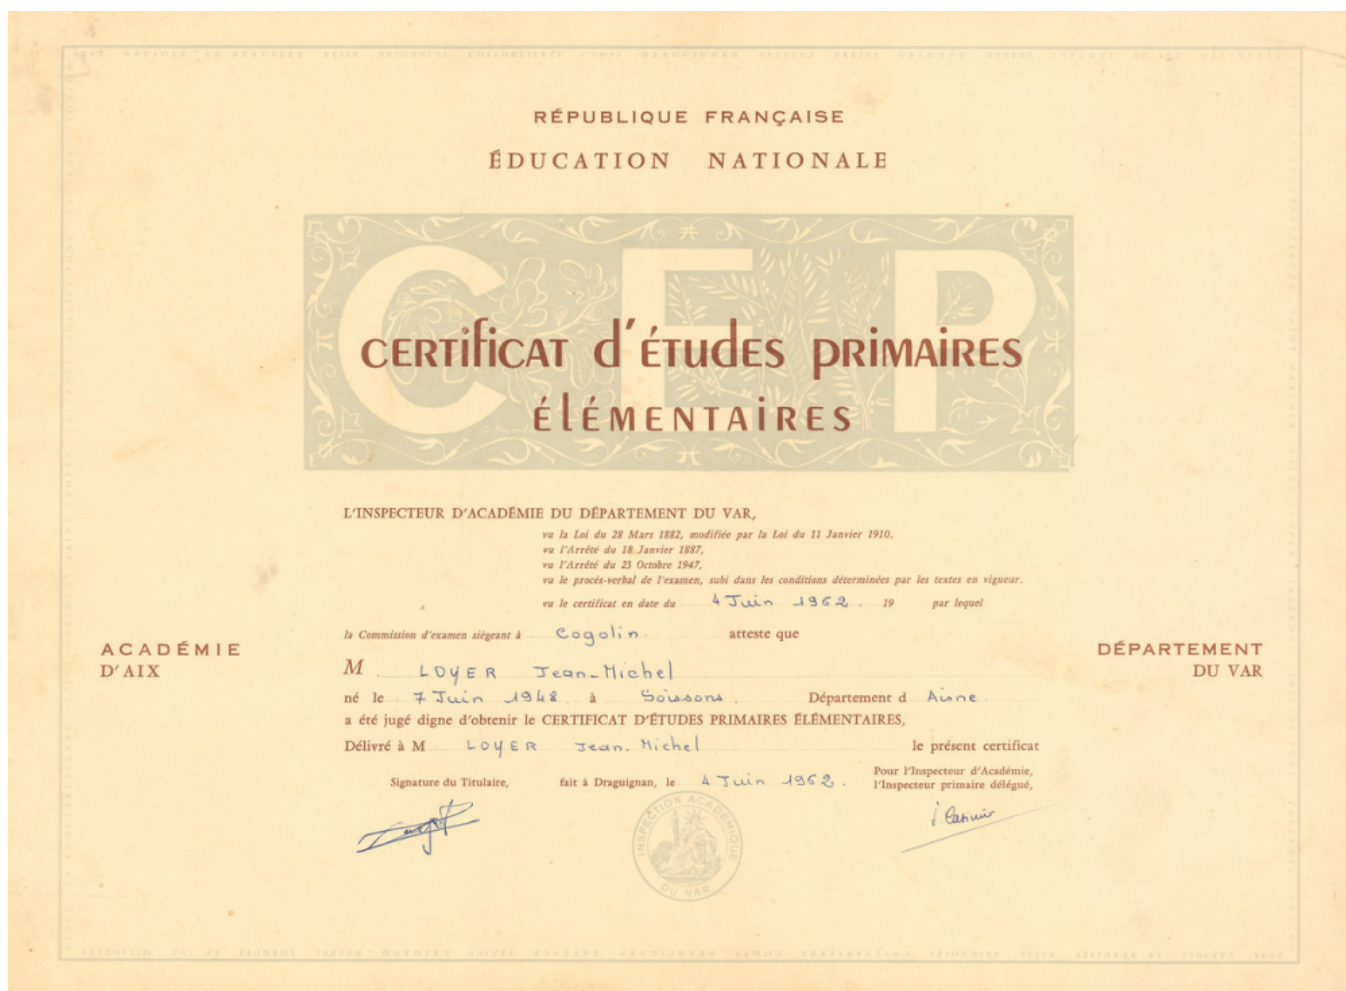 RÉPUBLIQUE FRANÇAISE
ÉDUCATION NATIONALE
CEP
CERTIFICAT d'ÉTUDES PRIMAIRES
ÉLÉMENTAIRES
L'INSPECTEUR D'ACADÉMIE DU DÉPARTEMENT DU VAR,
vu la Loi du 28 Mars 1882, modifiée par la Loi du 11 Janvier 1910,
vu l'Arrêté du 18 Janvier 1887,
vu l'Arrêté du 23 Octobre 1947,
vu le procès-verbal de l'examen, subi dans les conditions déterminées par les textes en vigueur.
vu le certificat en date du 4 Juin 1962. 19 par lequel
la Commission d'examen siégeant à Cogolin. atteste que
ACADÉMIE
D'AIX
DÉPARTEMENT
DU VAR
M LOYER Jean-Michel
né le 7 Juin 1948 à Soissons. Département d Aisne.
a été jugé digne d'obtenir le CERTIFICAT D'ÉTUDES PRIMAIRES ÉLÉMENTAIRES,
Délivré à M LOYER Jean-Michel le présent certificat
Signature du Titulaire, fait à Draguignan, le 4 Juin 1962.
Pour l'Inspecteur d'Académie,
l'Inspecteur primaire délégué,
INSPECTION ACADEMIQUE
DU VAR